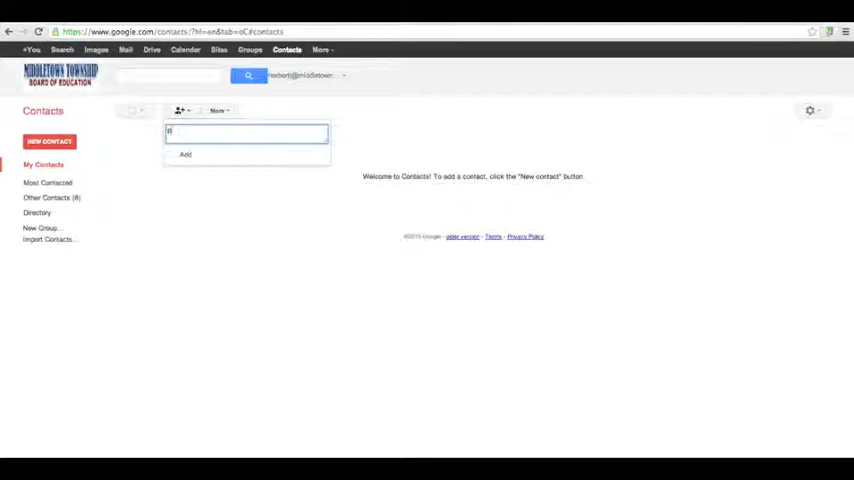 https://www.google.com/contacts/?hl=en&tab=oC#contacts
+You Search Images Mail Drive Calendar Sites Groups Contacts More
MIDDLETOWN TOWNSHIP
BOARD OF EDUCATION
herbertj@middletown...
Contacts
More
NEW CONTACT
Add
My Contacts
Welcome to Contacts! To add a contact, click the "New contact" button
Most Contacted
Other Contacts (8)
Directory
New Group...
Import Contacts...
Google - older version - Terms - Privacy Policy